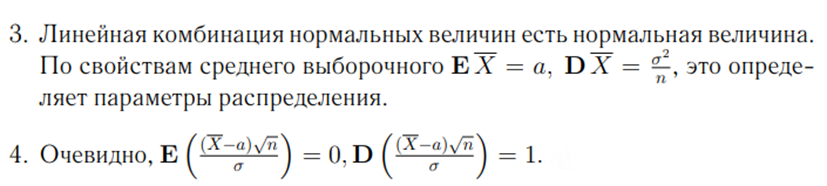 3. Линейная комбинация нормальных величин есть нормальная величина.
По свойствам среднего выборочного $\mathbf{E}\,\overline{X} = a$, $\mathbf{D}\,\overline{X} = \frac{\sigma^2}{n}$, это опреде-
ляет параметры распределения.
4. Очевидно, $\mathbf{E}\left(\frac{(\overline{X}-a)\sqrt{n}}{\sigma}\right) = 0, \mathbf{D}\left(\frac{(\overline{X}-a)\sqrt{n}}{\sigma}\right) = 1.$